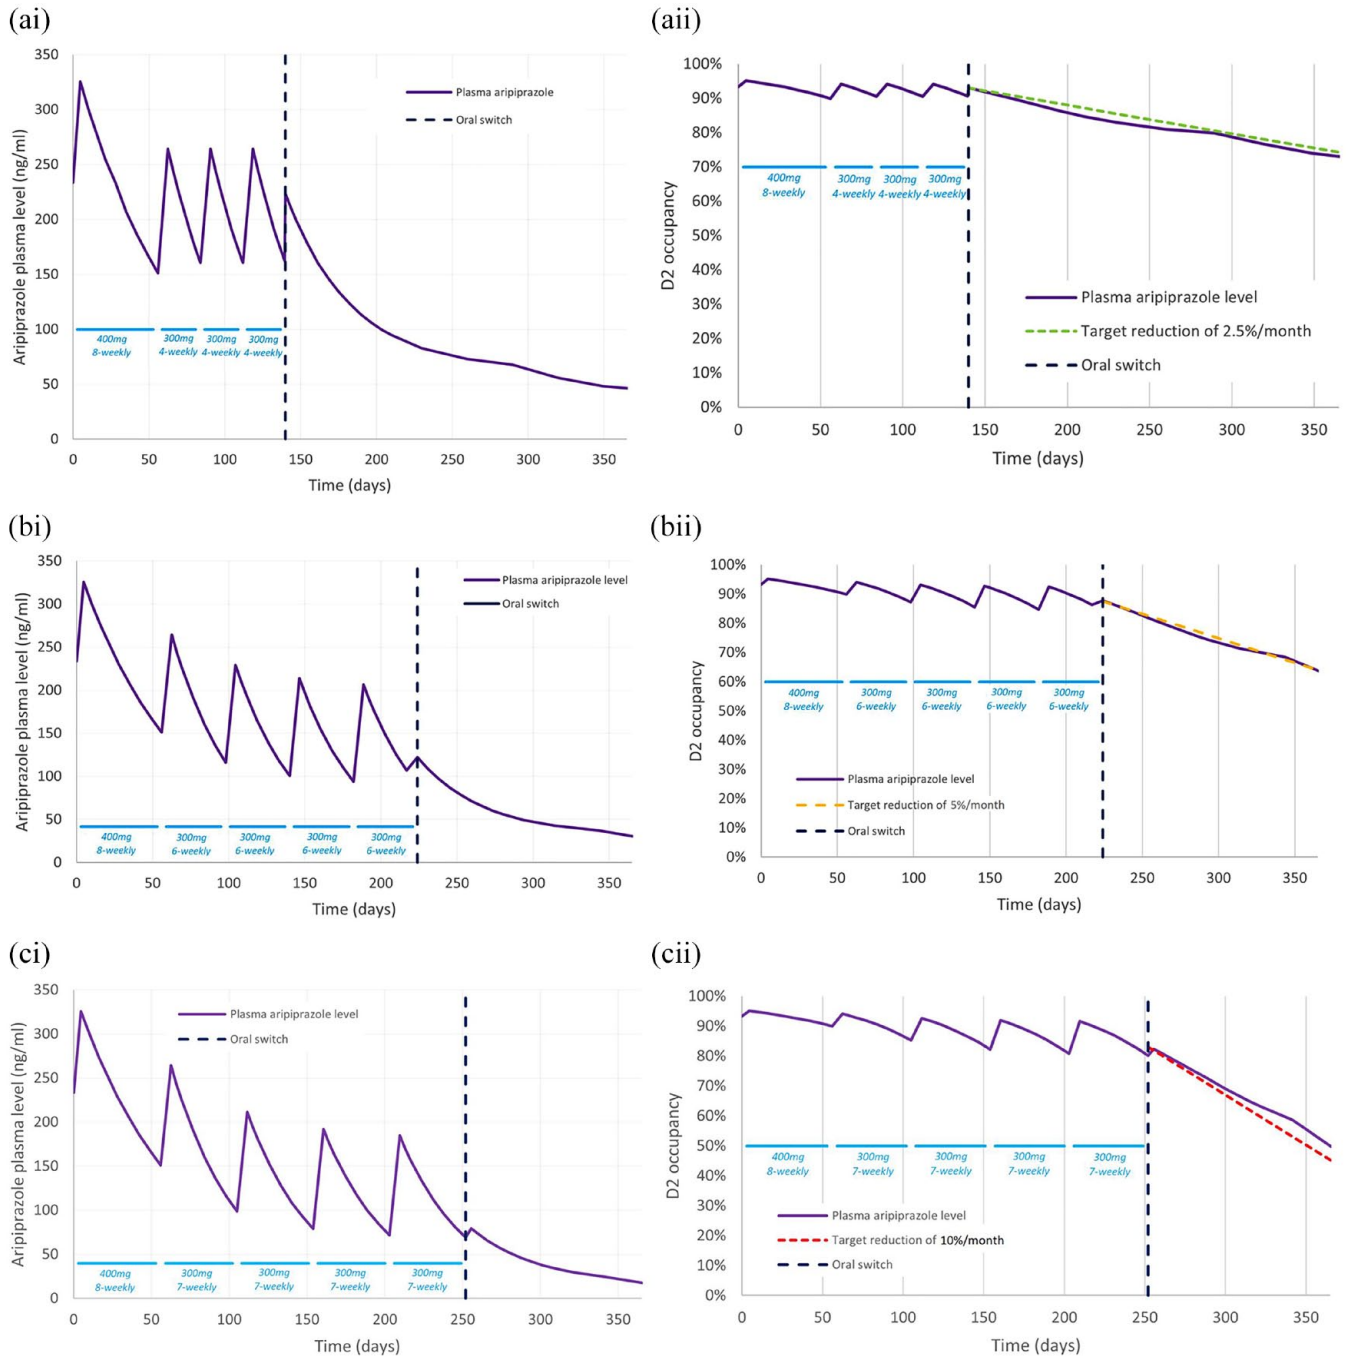 (ai)
350
300
250
200
150
100
50
0
Aripiprazole plasma level (ng/ml)
Plasma aripiprazole
Oral switch
400mg 300mg 300mg 300mg
8-weekly 4-weekly 4-weekly 4-weekly
0 50 100 150 200 250 300 350
Time (days)
(aii)
100%
90%
80%
70%
60%
50%
40%
30%
20%
10%
0%
D2 occupancy
400mg 300mg 300mg 300mg
8-weekly 4-weekly 4-weekly 4-weekly
Plasma aripiprazole level
Target reduction of 2.5%/month
Oral switch
0 50 100 150 200 250 300 350
Time (days)
(bi)
350
300
250
200
150
100
50
0
Aripiprazole plasma level (ng/ml)
Plasma aripiprazole level
Oral switch
400mg 300mg 300mg 300mg 300mg
8-weekly 6-weekly 6-weekly 6-weekly 6-weekly
0 50 100 150 200 250 300 350
Time (days)
(bii)
100%
90%
80%
70%
60%
50%
40%
30%
20%
10%
0%
D2 occupancy
400mg 300mg 300mg 300mg 300mg
8-weekly 6-weekly 6-weekly 6-weekly 6-weekly
Plasma aripiprazole level
Target reduction of 5%/month
Oral switch
0 50 100 150 200 250 300 350
Time (days)
(ci)
350
300
250
200
150
100
50
0
Aripiprazole plasma level (ng/ml)
Plasma aripiprazole level
Oral switch
400mg 300mg 300mg 300mg 300mg
8-weekly 7-weekly 7-weekly 7-weekly 7-weekly
0 50 100 150 200 250 300 350
Time (days)
(cii)
100%
90%
80%
70%
60%
50%
40%
30%
20%
10%
0%
D2 occupancy
400mg 300mg 300mg 300mg 300mg
8-weekly 7-weekly 7-weekly 7-weekly 7-weekly
Plasma aripiprazole level
Target reduction of 10%/month
Oral switch
0 50 100 150 200 250 300 350
Time (days)